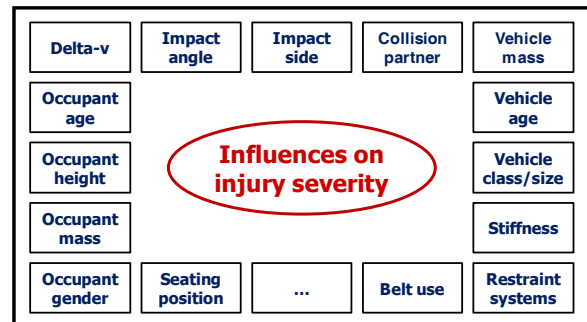 Delta-v
Impact
angle
Impact
side
Collision
partner
Vehicle
mass
Occupant
age
Vehicle
age
Occupant
height
Influences on
injury severity
Vehicle
class/size
Occupant
mass
Stiffness
Occupant
gender
Seating
position
...
Belt use
Restraint
systems